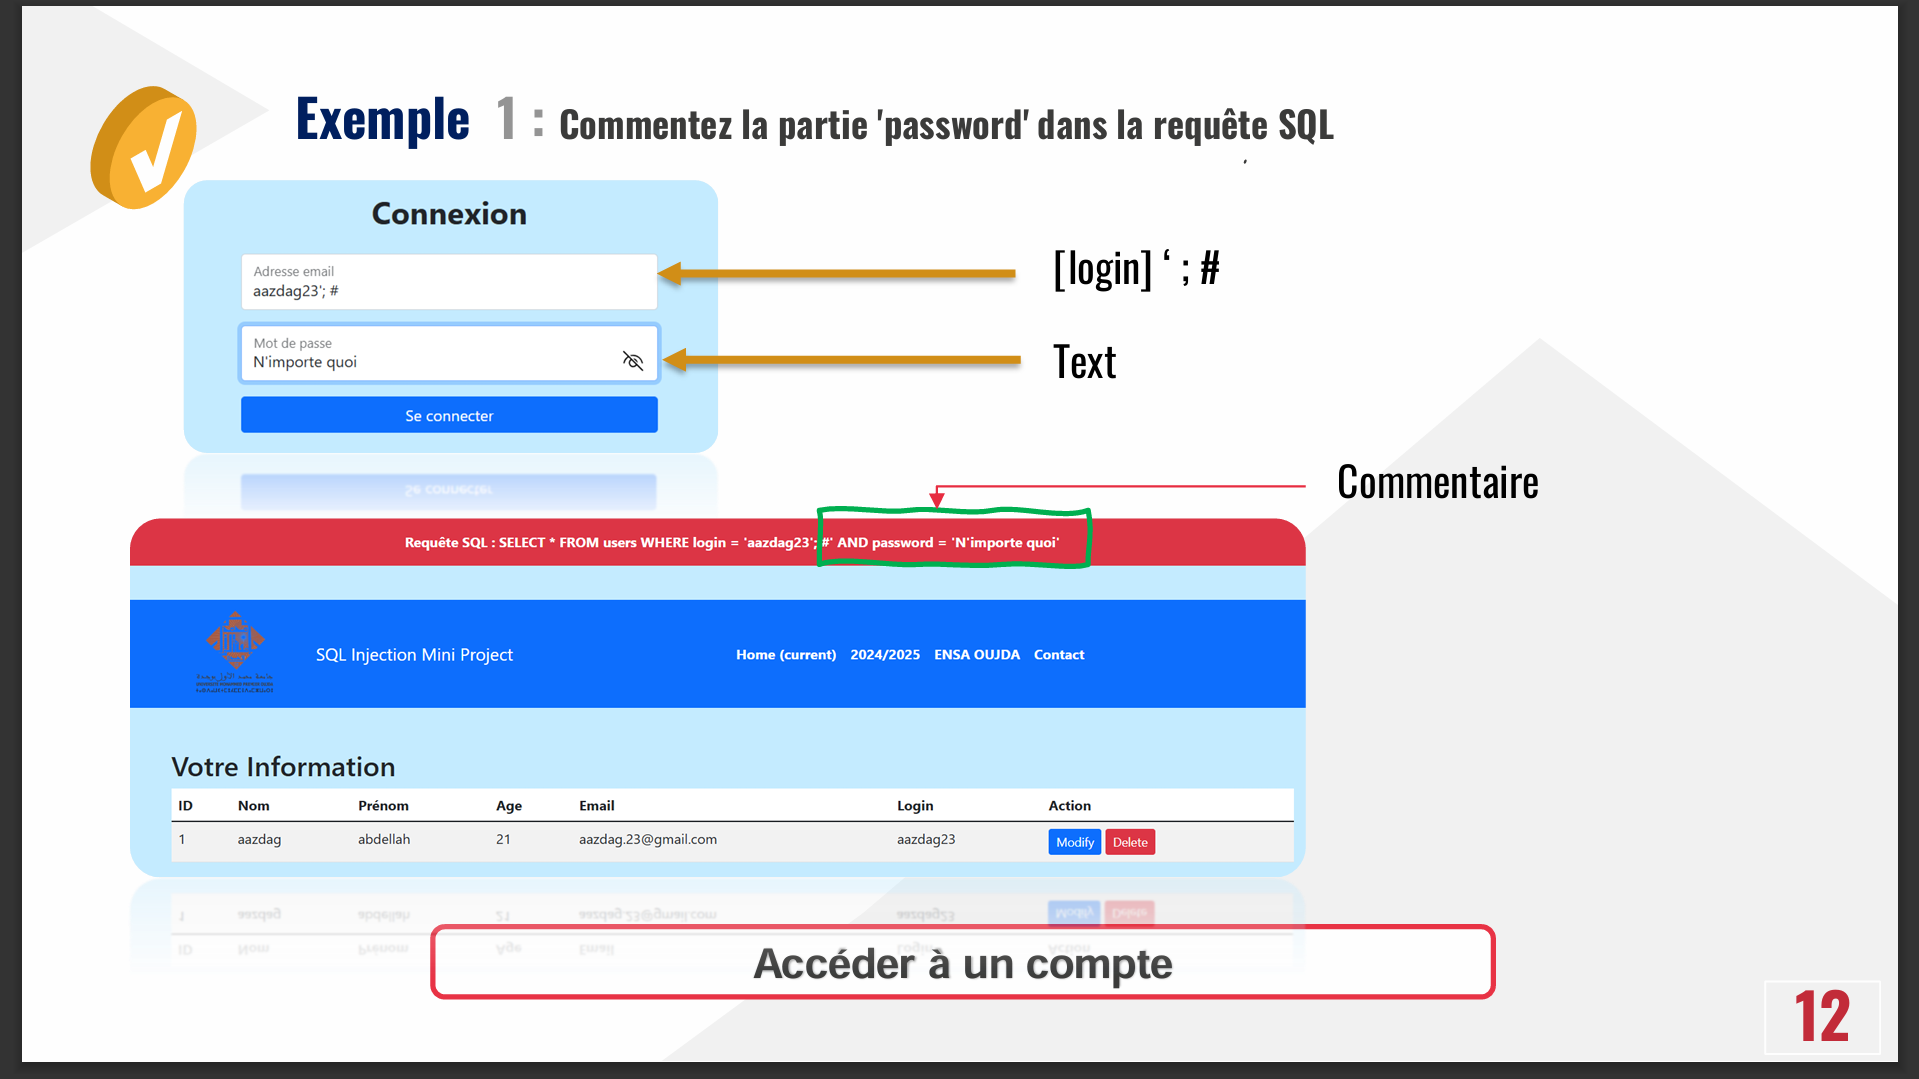 Exemple 1 : Commentez la partie 'password' dans la requête SQL
Connexion
Adresse email
aazdag23'; #
[login] ‘ ; #
Mot de passe
N'importe quoi
Text
Se connecter
Commentaire
Requête SQL : SELECT * FROM users WHERE login = 'aazdag23'; #' AND password = 'N'importe quoi'
SQL Injection Mini Project
Home (current) 2024/2025 ENSA OUJDA Contact
Votre Information
ID Nom Prénom Age Email Login Action
1 aazdag abdellah 21 aazdag.23@gmail.com aazdag23 Modify Delete
Accéder à un compte
12